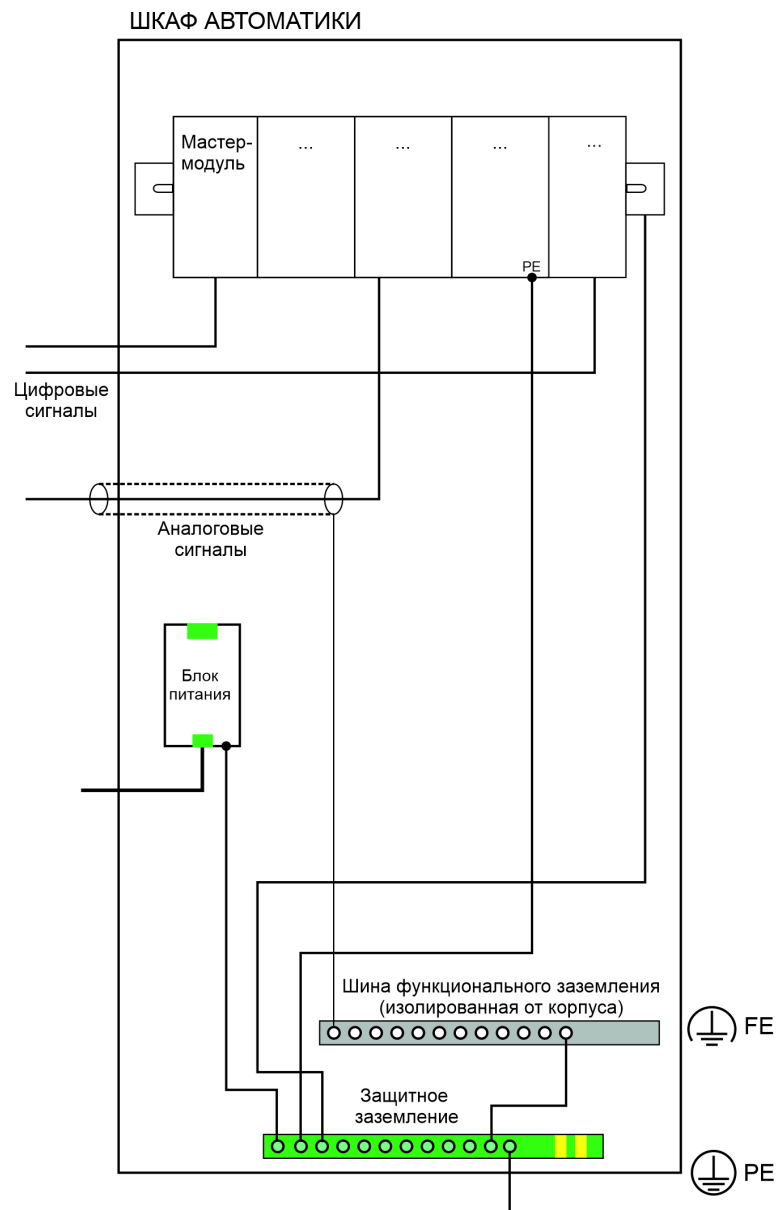 ШКАФ АВТОМАТИКИ
Мастер-
модуль
...
...
...
...
PE
Цифровые
сигналы
Аналоговые
сигналы
Блок
питания
Шина функционального заземления
(изолированная от корпуса)
FE
Защитное
заземление
PE